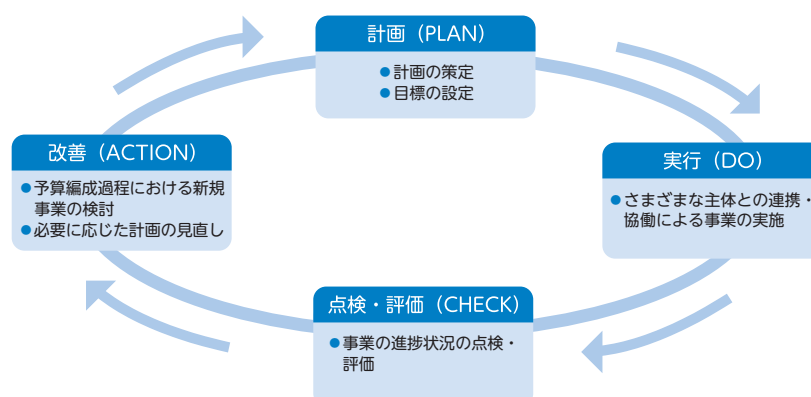 計画（PLAN）
●計画の策定
●目標の設定
実行（DO）
●さまざまな主体との連携・
協働による事業の実施
点検・評価（CHECK）
●事業の進捗状況の点検・
評価
改善（ACTION）
●予算編成過程における新規
事業の検討
●必要に応じた計画の見直し